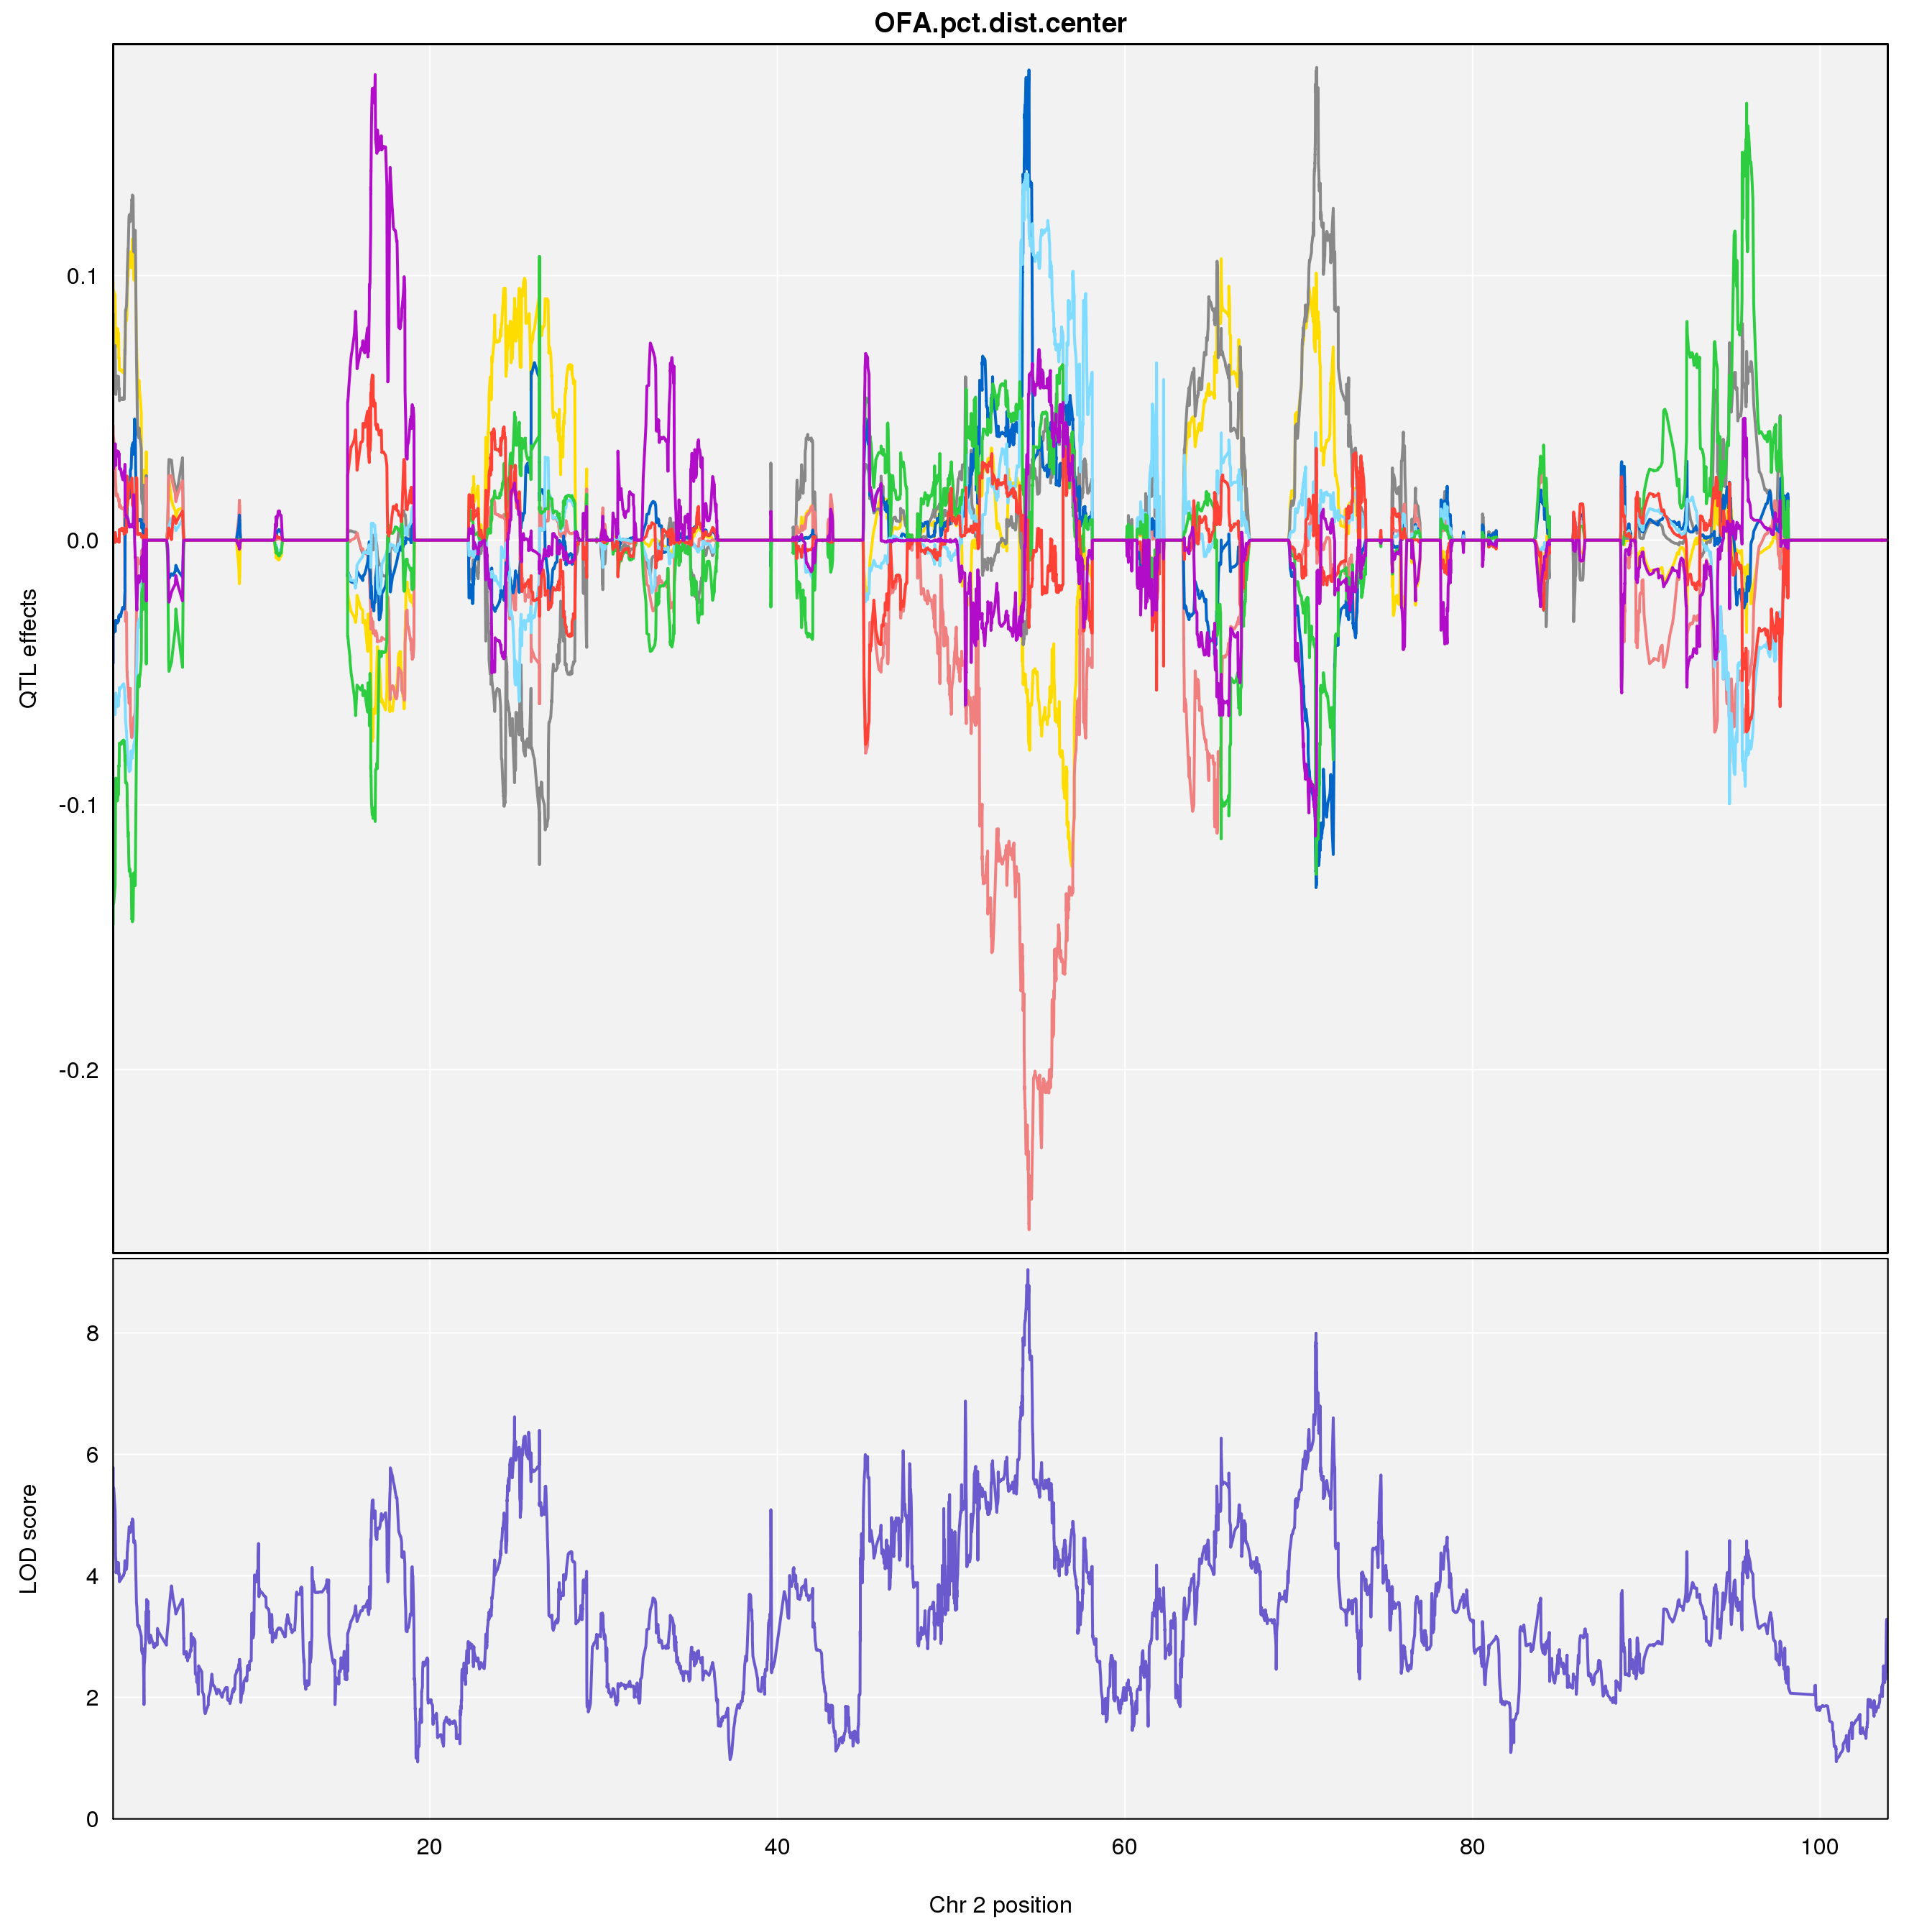 OFA.pct.dist.center
0.1
0.0
-0.1
-0.2
QTL effects
8
6
4
2
0
LOD score
20 40 60 80 100
Chr 2 position